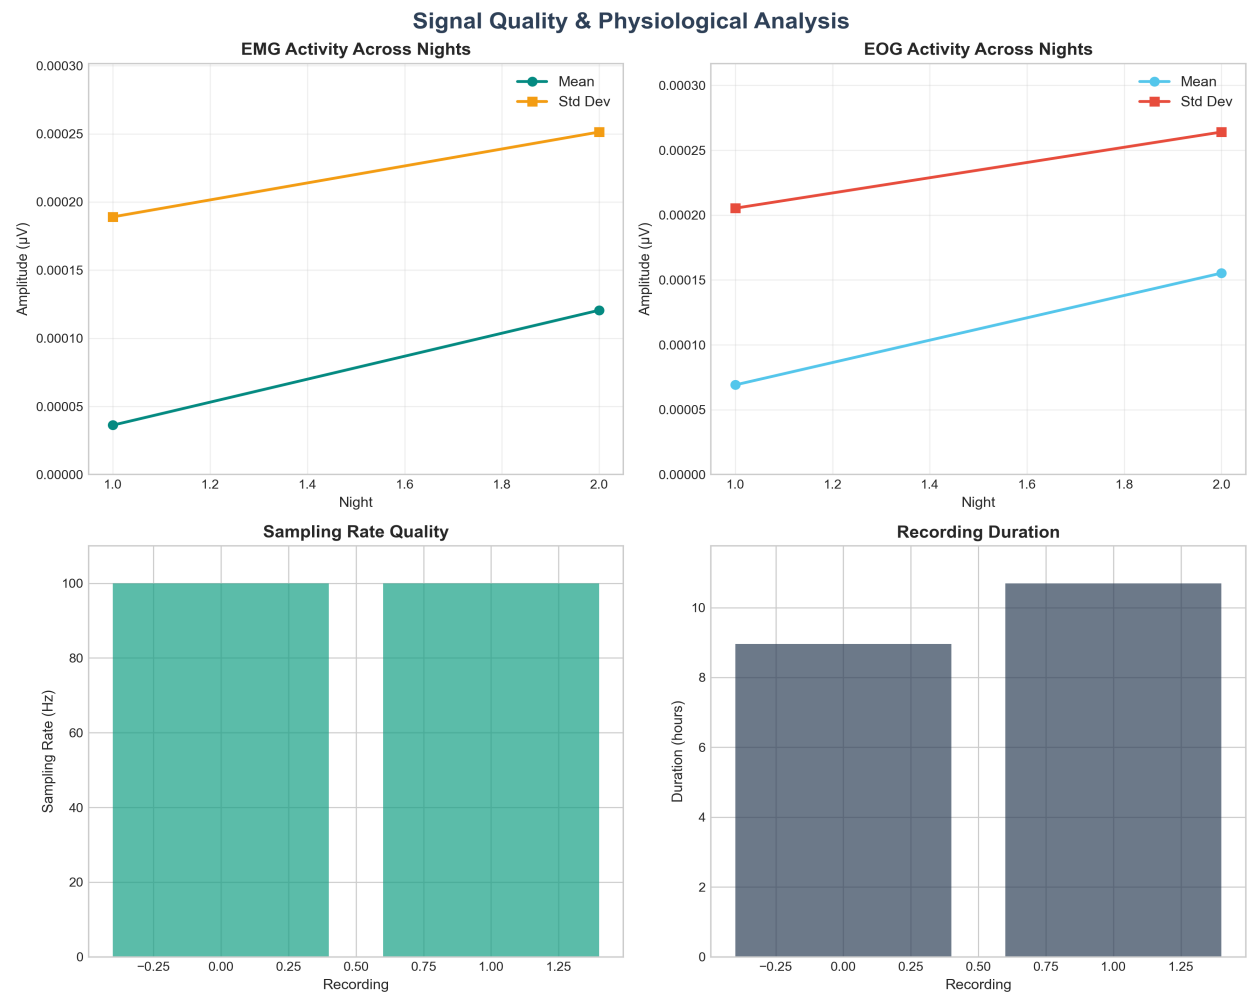 Signal Quality & Physiological Analysis
EMG Activity Across Nights
Amplitude (µV)
0.00030
0.00025
0.00020
0.00015
0.00010
0.00005
0.00000
Mean
Std Dev
1.0 1.2 1.4 1.6 1.8 2.0
Night
EOG Activity Across Nights
Amplitude (µV)
0.00030
0.00025
0.00020
0.00015
0.00010
0.00005
0.00000
Mean
Std Dev
1.0 1.2 1.4 1.6 1.8 2.0
Night
Sampling Rate Quality
Sampling Rate (Hz)
100
80
60
40
20
0
−0.25 0.00 0.25 0.50 0.75 1.00 1.25
Recording
Recording Duration
Duration (hours)
10
8
6
4
2
0
−0.25 0.00 0.25 0.50 0.75 1.00 1.25
Recording